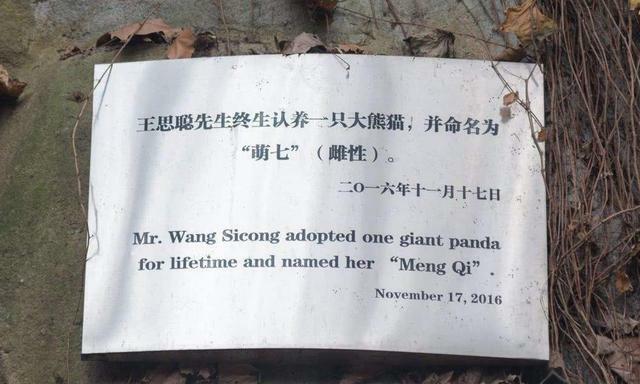 王思聪先生终生认养一只大熊猫，并命名为
“萌七”（雌性）。
二〇一六年十一月十七日
Mr. Wang Sicong adopted one giant panda
for lifetime and named her “Meng Qi”.
November 17, 2016